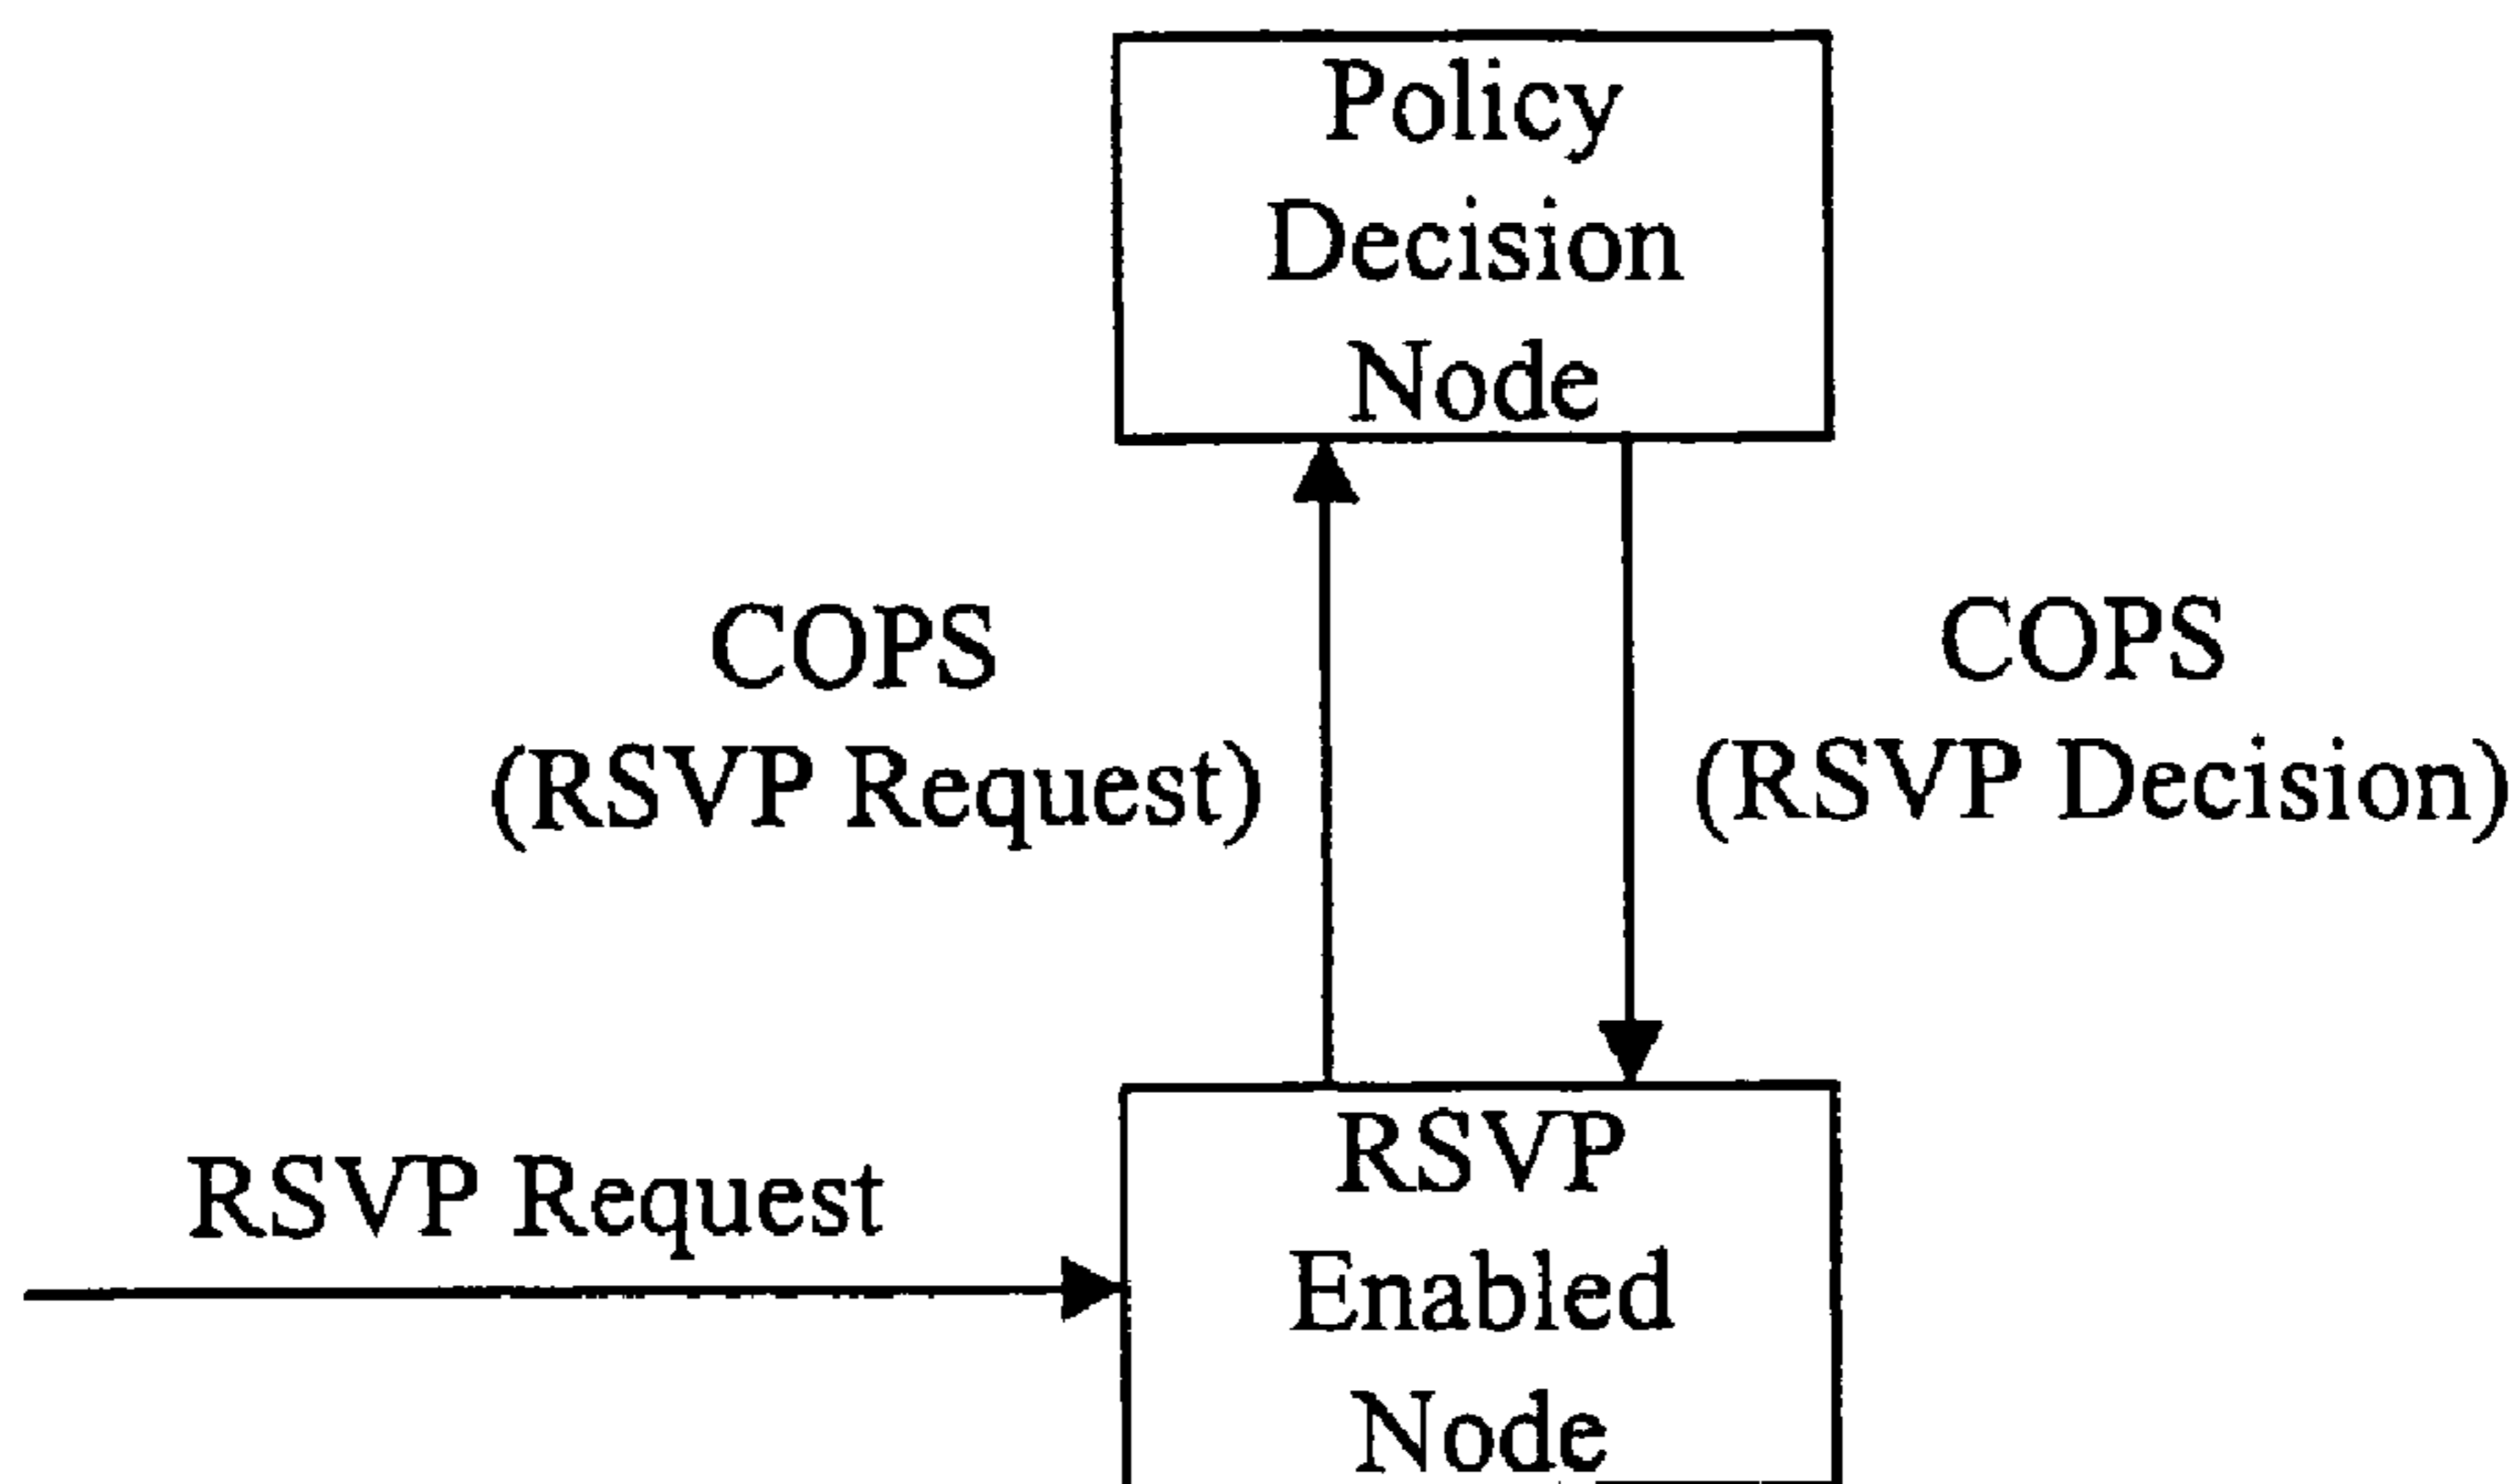 Policy
Decision
Node
COPS
(RSVP Request)
COPS
(RSVP Decision)
RSVP Request
RSVP
Enabled
Node